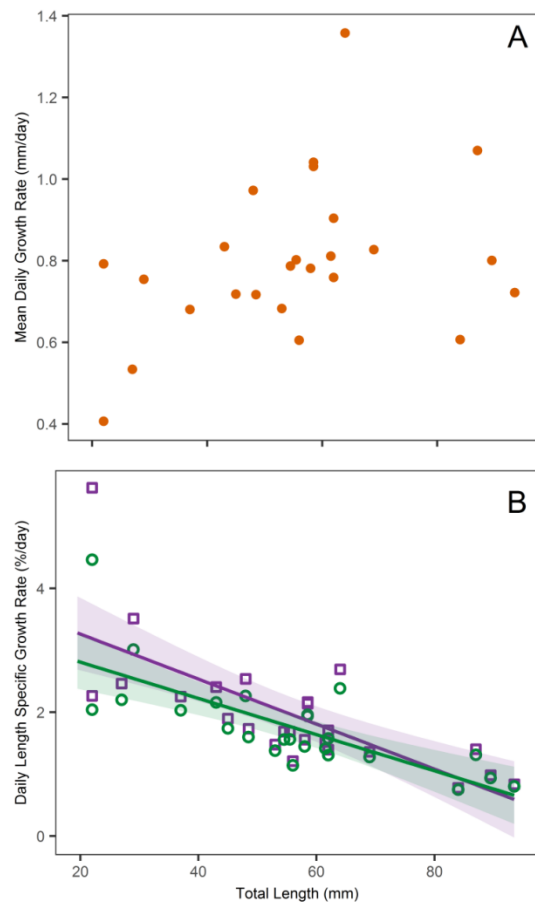 A
Mean Daily Growth Rate (mm/day)
1.4
1.2
1.0
0.8
0.6
0.4
B
Daily Length Specific Growth Rate (%/day)
4
2
0
20 40 60 80
Total Length (mm)